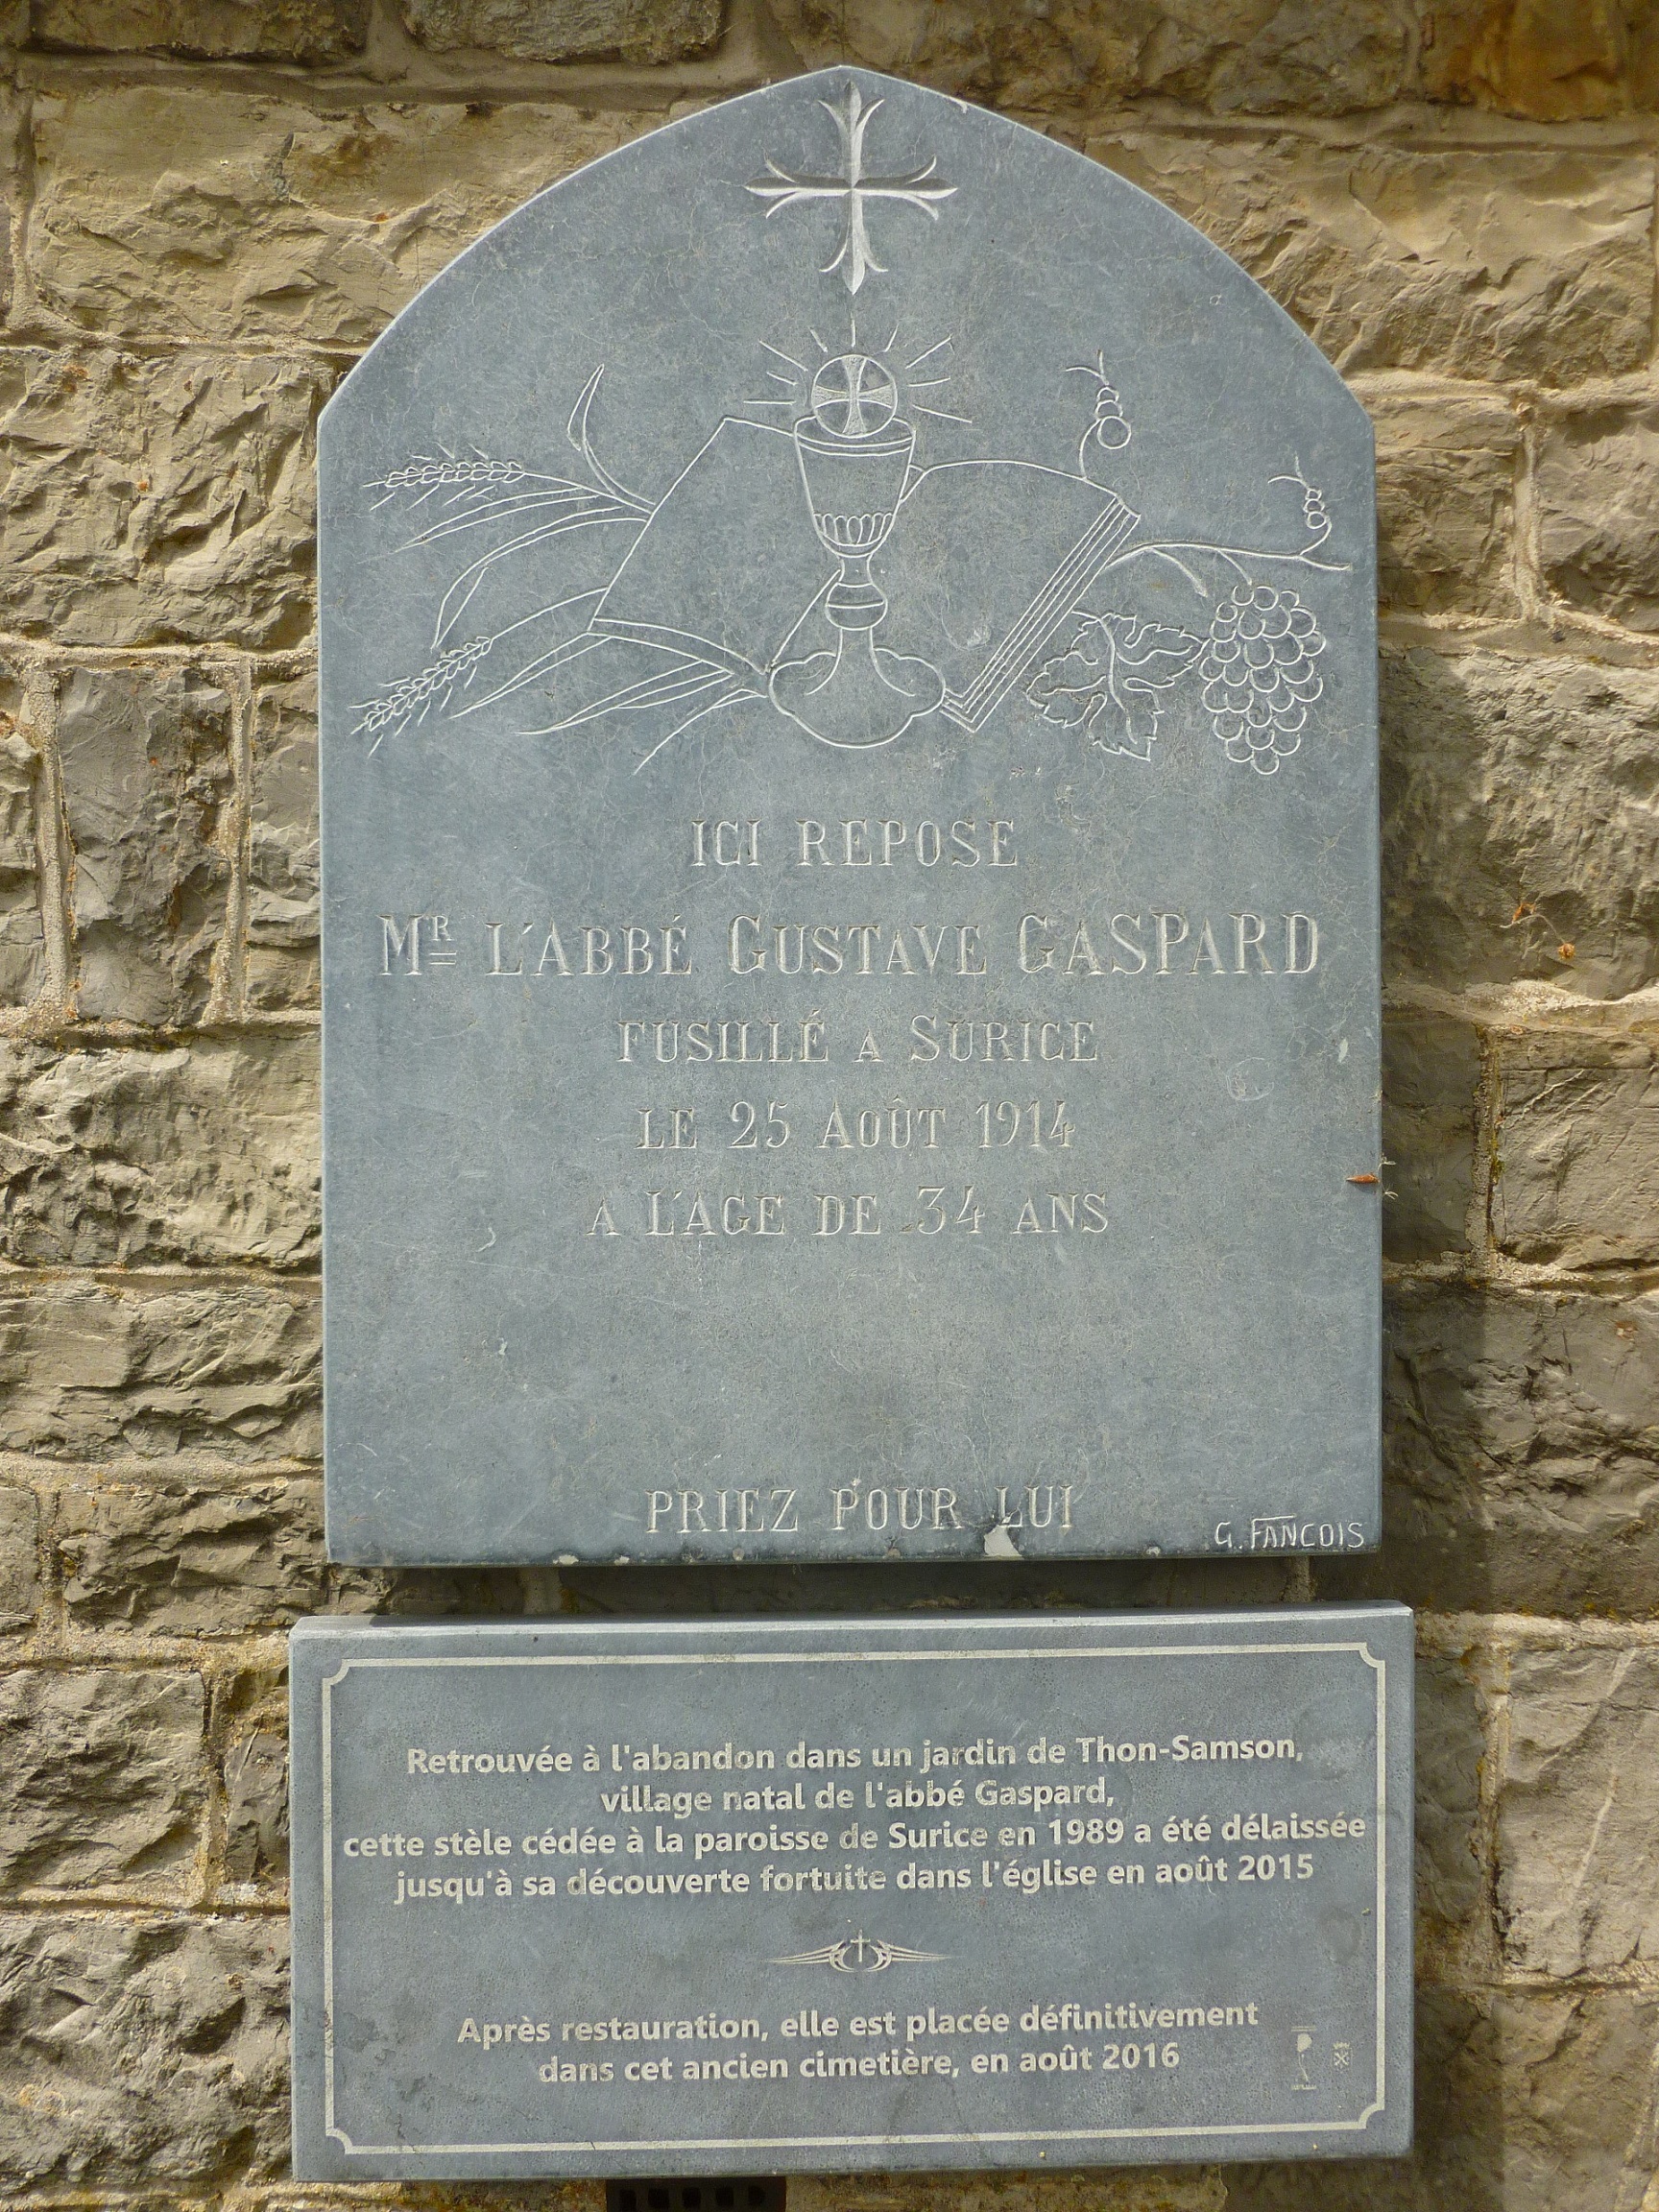 ICI REPOSE
MR L'ABBÉ GUSTAVE GASPARD
FUSILLÉ A SURICE
LE 25 AOÛT 1914
A L'AGE DE 34 ANS
PRIEZ POUR LUI
G. FANCOIS
Retrouvée à l'abandon dans un jardin de Thon-Samson,
village natal de l'abbé Gaspard,
cette stèle cédée à la paroisse de Surice en 1989 a été délaissée
jusqu'à sa découverte fortuite dans l'église en août 2015
Après restauration, elle est placée définitivement
dans cet ancien cimetière, en août 2016